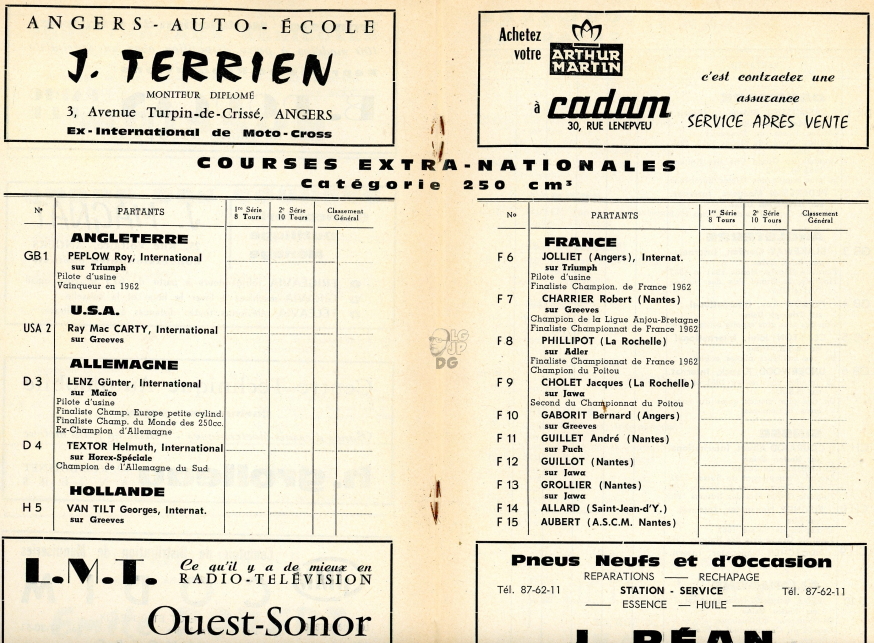 ANGERS - AUTO - ÉCOLE
J. TERRIEN
MONITEUR DIPLOMÉ
3, Avenue Turpin-de-Crissé, ANGERS
Ex-International de Moto-Cross
Achetez
votre
ARTHUR
MARTIN
à cadam
30, RUE LENEPVEU
c'est contracter une
assurance
SERVICE APRÈS VENTE
COURSES EXTRA-NATIONALES
Catégorie 250 cm³
N° PARTANTS 1re Série 8 Tours 2e Série 10 Tours Classement Général
ANGLETERRE
GB 1 PEPLOW Roy, International
sur Triumph
Pilote d'usine
Vainqueur en 1962
U.S.A.
USA 2 Ray Mac CARTY, International
sur Greeves
ALLEMAGNE
D 3 LENZ Günter, International
sur Maïco
Pilote d'usine
Finaliste Champ. Europe petite cylind.
Finaliste Champ. du Monde des 250cc.
Ex-Champion d'Allemagne
D 4 TEXTOR Helmuth, International
sur Horex-Spéciale
Champion de l'Allemagne du Sud
HOLLANDE
H 5 VAN TILT Georges, Internat.
sur Greeves
No PARTANTS 1re Série 8 Tours 2e Série 10 Tours Classement Général
FRANCE
F 6 JOLLIET (Angers), Internat.
sur Triumph
Pilote d'usine
Finaliste Champion. de France 1962
F 7 CHARRIER Robert (Nantes)
sur Greeves
Champion de la Ligue Anjou-Bretagne
Finaliste Championnat de France 1962
F 8 PHILLIPOT (La Rochelle)
sur Adler
Finaliste Championnat de France 1962
Champion du Poitou
F 9 CHOLET Jacques (La Rochelle)
sur Jawa
Second du Championnat du Poitou
F 10 GABORIT Bernard (Angers)
sur Greeves
F 11 GUILLET André (Nantes)
sur Puch
F 12 GUILLOT (Nantes)
sur Jawa
F 13 GROLLIER (Nantes)
sur Jawa
F 14 ALLARD (Saint-Jean-d'Y.)
F 15 AUBERT (A.S.C.M. Nantes)
LG
DG
L.M.T. Ce qu'il y a de mieux en
RADIO-TÉLÉVISION
Ouest-Sonor
Pneus Neufs et d'Occasion
REPARATIONS — RECHAPAGE
Tél. 87-62-11 STATION - SERVICE Tél. 87-62-11
— ESSENCE — HUILE —
J. RÉAN